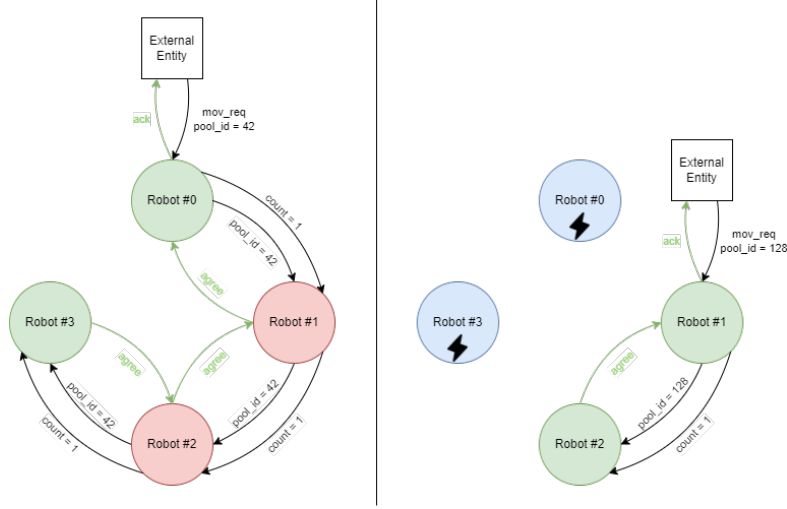 External
Entity
ack
mov_req
pool_id = 42
Robot #0
count = 1
pool_id = 42
agree
Robot #3
Robot #1
agree
agree
pool_id = 42
pool_id = 42
count = 1
count = 1
Robot #2
External
Entity
Robot #0
ack
mov_req
pool_id = 128
Robot #3
Robot #1
agree
pool_id = 128
count = 1
Robot #2